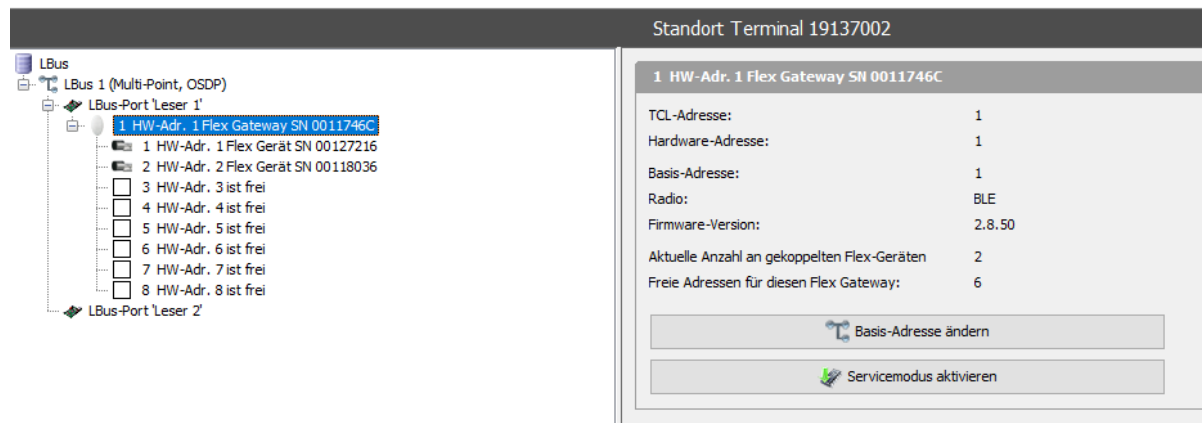 Standort Terminal 19137002
LBus
LBus 1 (Multi-Point, OSDP)
LBus-Port 'Leser 1'
1 HW-Adr. 1 Flex Gateway SN 0011746C
1 HW-Adr. 1 Flex Gerät SN 00127216
2 HW-Adr. 2 Flex Gerät SN 00118036
3 HW-Adr. 3 ist frei
4 HW-Adr. 4 ist frei
5 HW-Adr. 5 ist frei
6 HW-Adr. 6 ist frei
7 HW-Adr. 7 ist frei
8 HW-Adr. 8 ist frei
LBus-Port 'Leser 2'
1 HW-Adr. 1 Flex Gateway SN 0011746C
TCL-Adresse: 1
Hardware-Adresse: 1
Basis-Adresse: 1
Radio: BLE
Firmware-Version: 2.8.50
Aktuelle Anzahl an gekoppelten Flex-Geräten 2
Freie Adressen für diesen Flex Gateway: 6
Basis-Adresse ändern
Servicemodus aktivieren